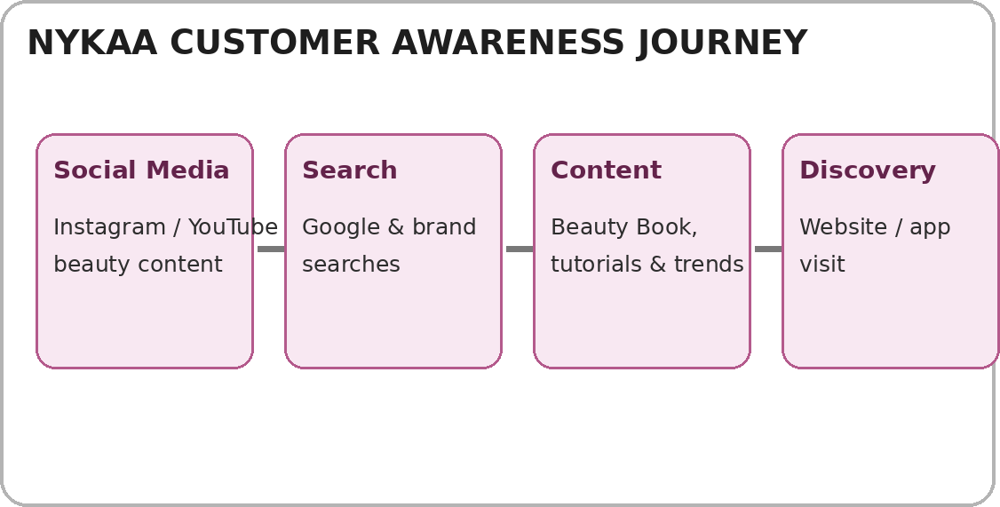 NYKAA CUSTOMER AWARENESS JOURNEY
Social Media
Instagram / YouTube
beauty content
Search
Google & brand
searches
Content
Beauty Book,
tutorials & trends
Discovery
Website / app
visit